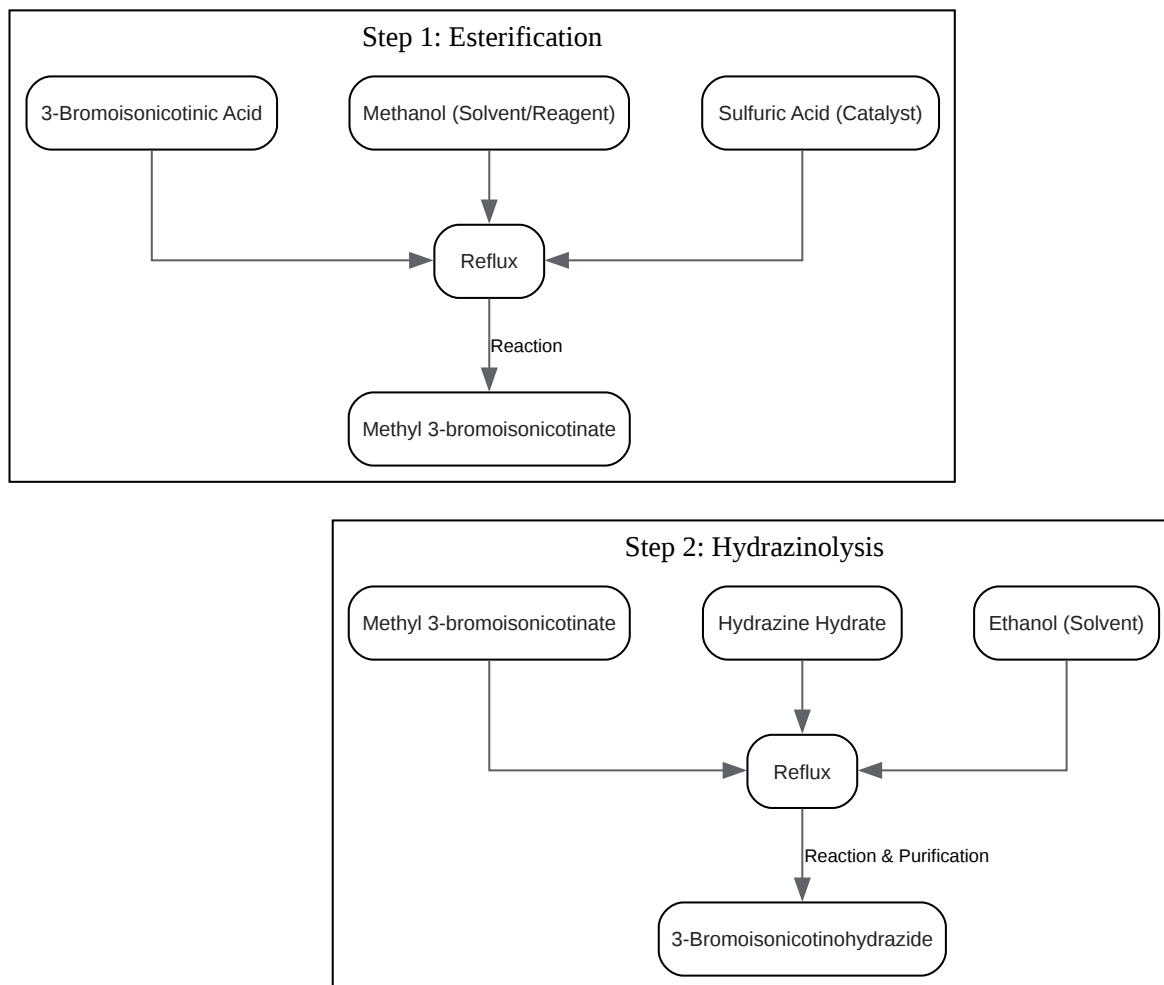 Step 1: Esterification
3-Bromoisonicotinic Acid
Methanol (Solvent/Reagent)
Sulfuric Acid (Catalyst)
Reflux
Reaction
Methyl 3-bromoisonicotinate
Step 2: Hydrazinolysis
Methyl 3-bromoisonicotinate
Hydrazine Hydrate
Ethanol (Solvent)
Reflux
Reaction & Purification
3-Bromoisonicotinohydrazide